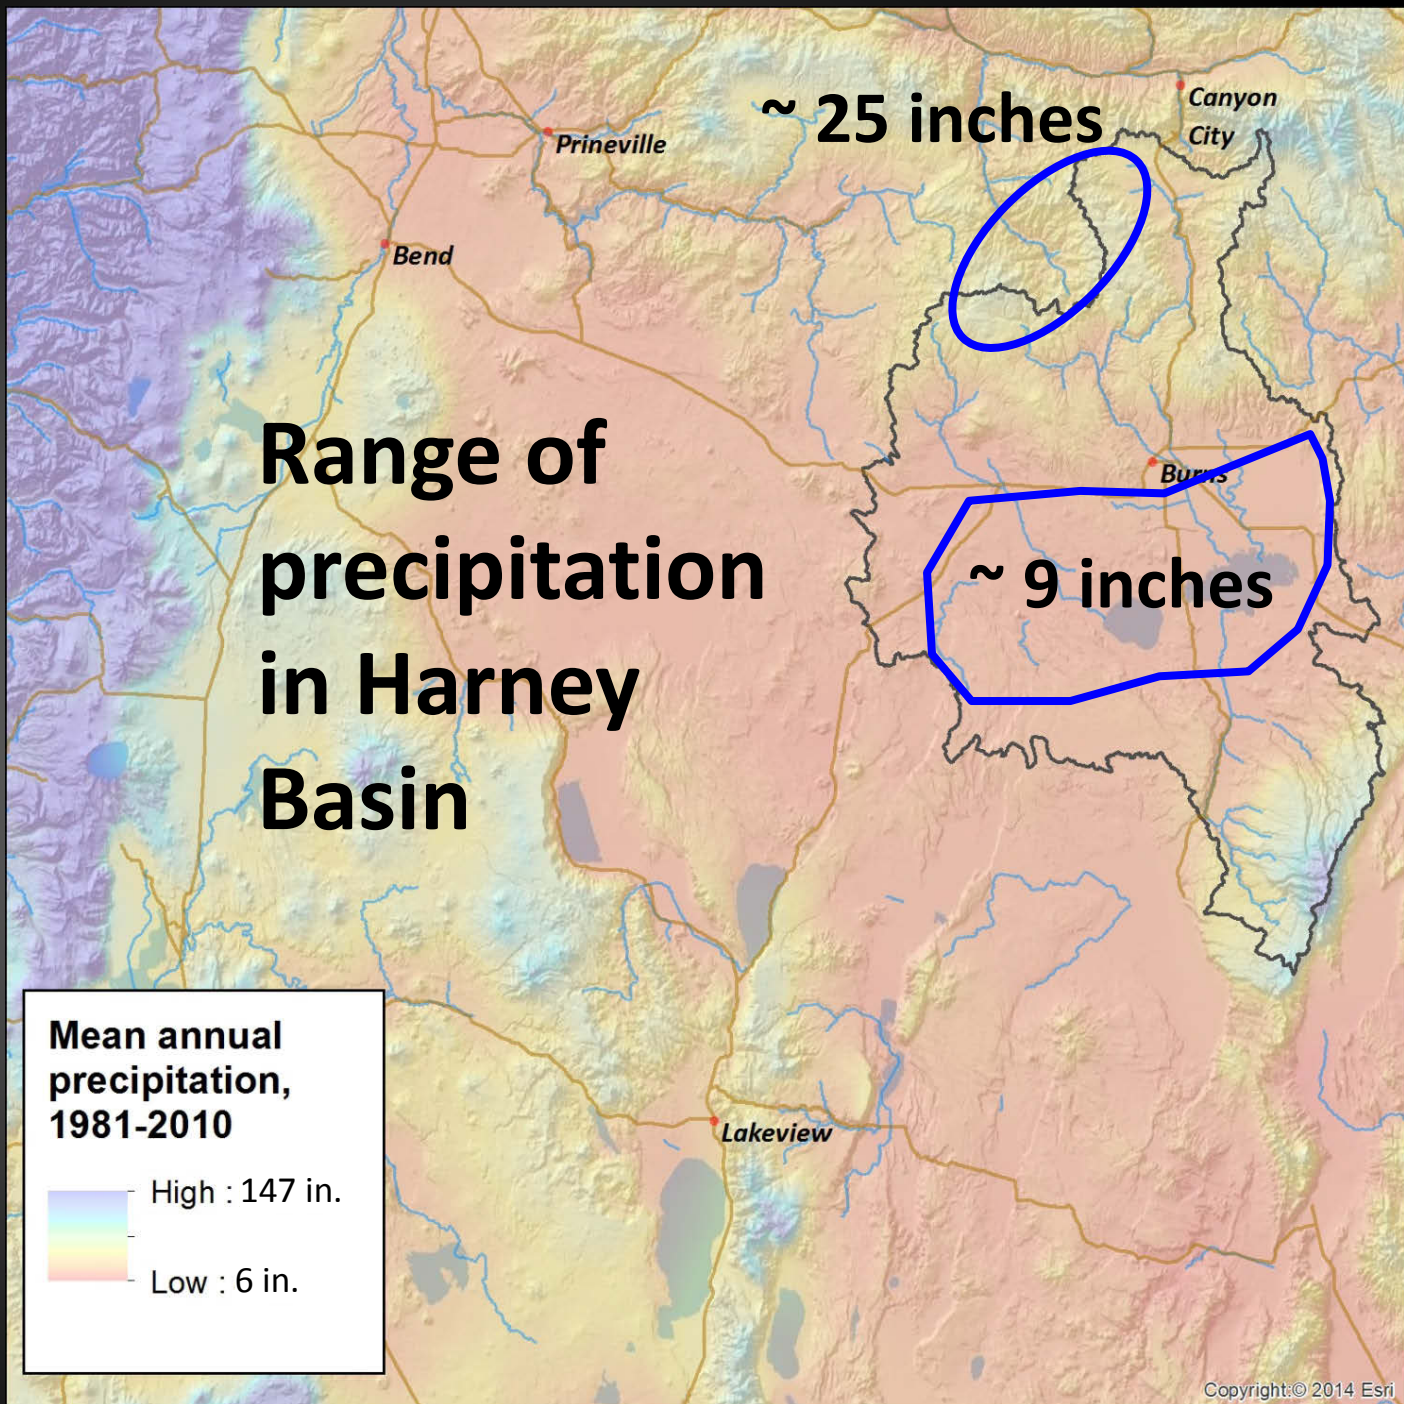 ~ 25 inches
Canyon
City
Prineville
Bend
Range of
precipitation
in Harney
Basin
Burns
~ 9 inches
Mean annual
precipitation,
1981-2010
High : 147 in.
Low : 6 in.
Lakeview
Copyright:© 2014 Esri